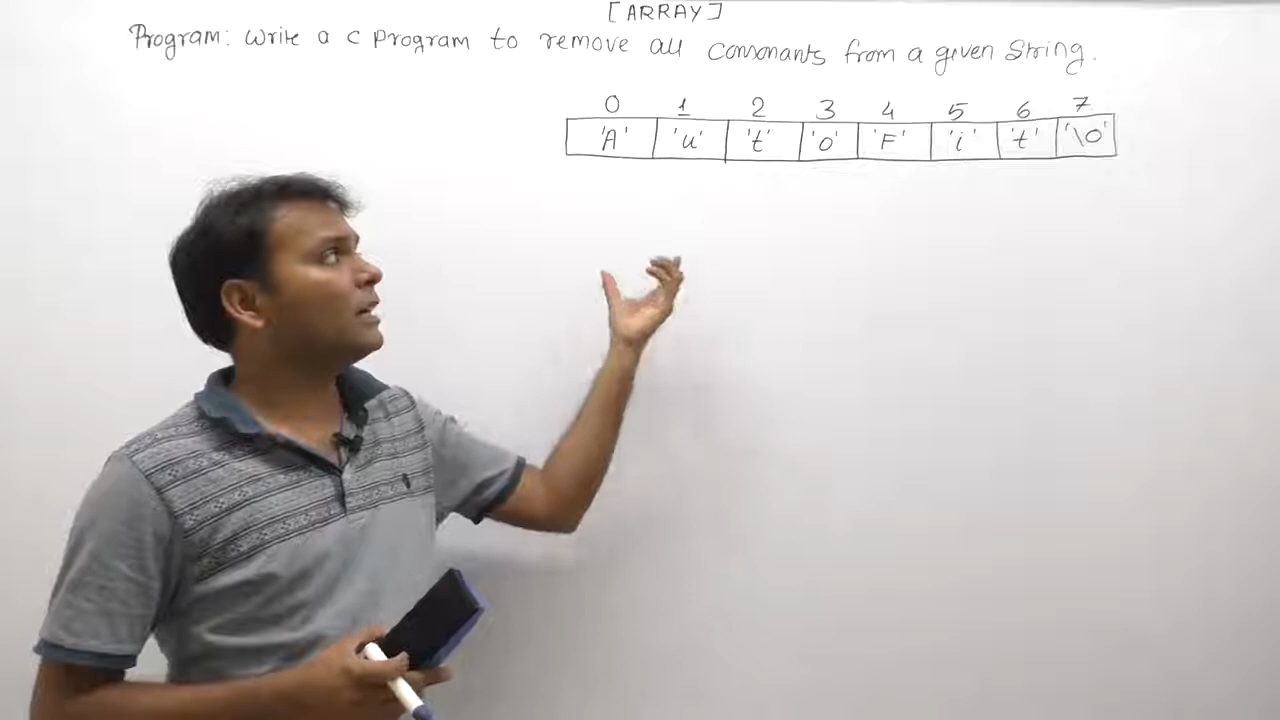 [ARRAY]
Program: Write a c program to remove all consonants from a given String.
0 1 2 3 4 5 6 7
'A' 'u' 't' 'o' 'F' 'i' 't' '\0'